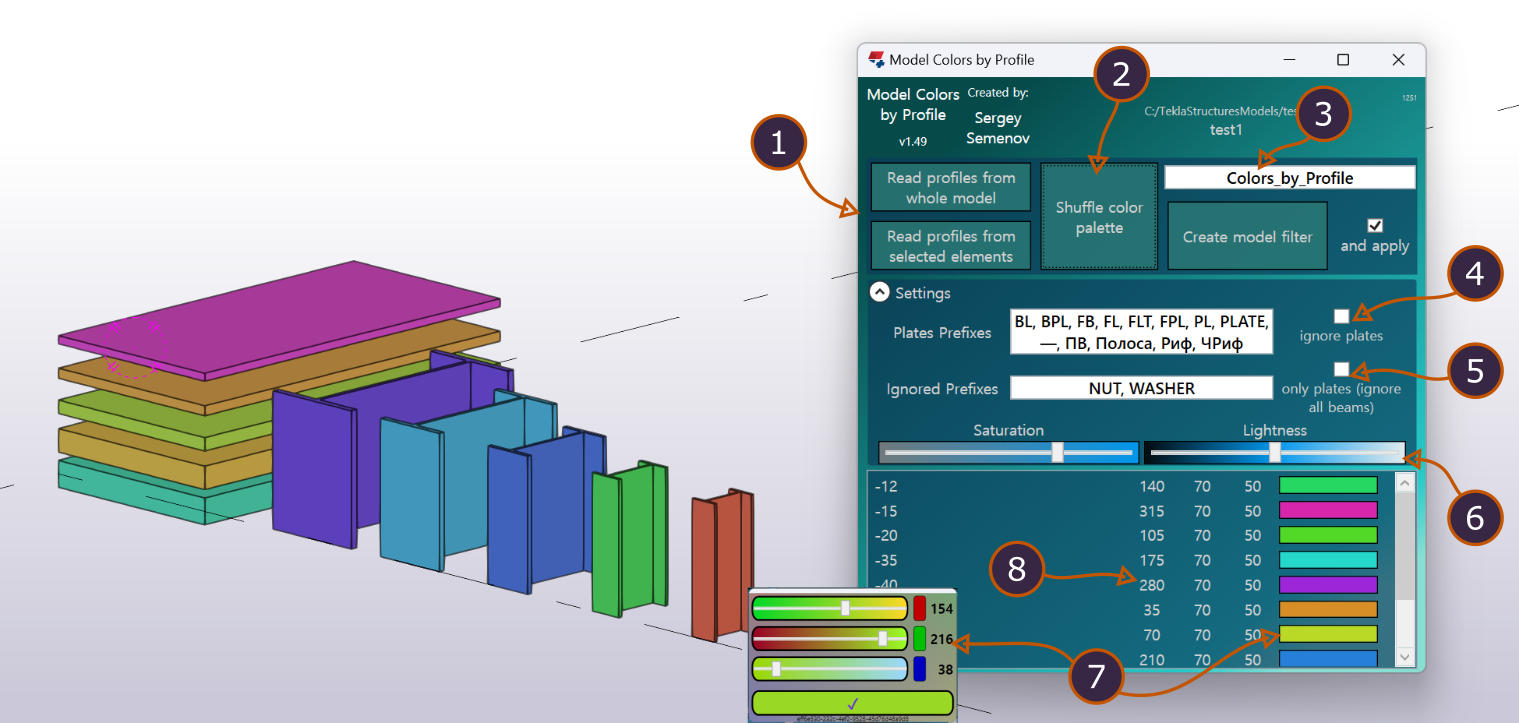 Model Colors by Profile
Model Colors
by Profile
v1.49
Created by:
Sergey
Semenov
C:/TeklaStructuresModels/tes
test1
1251
1
2
3
Read profiles from
whole model
Read profiles from
selected elements
Shuffle color
palette
Colors_by_Profile
Create model filter
and apply
4
Settings
Plates Prefixes
BL, BPL, FB, FL, FLT, FPL, PL, PLATE,
—, ПВ, Полоса, Риф, ЧРиф
ignore plates
5
Ignored Prefixes
NUT, WASHER
only plates (ignore
all beams)
Saturation
Lightness
6
-12 140 70 50
-15 315 70 50
-20 105 70 50
-35 175 70 50
-40 280 70 50
35 70 50
70 70 50
210 70 50
8
154
216
38
✓
7